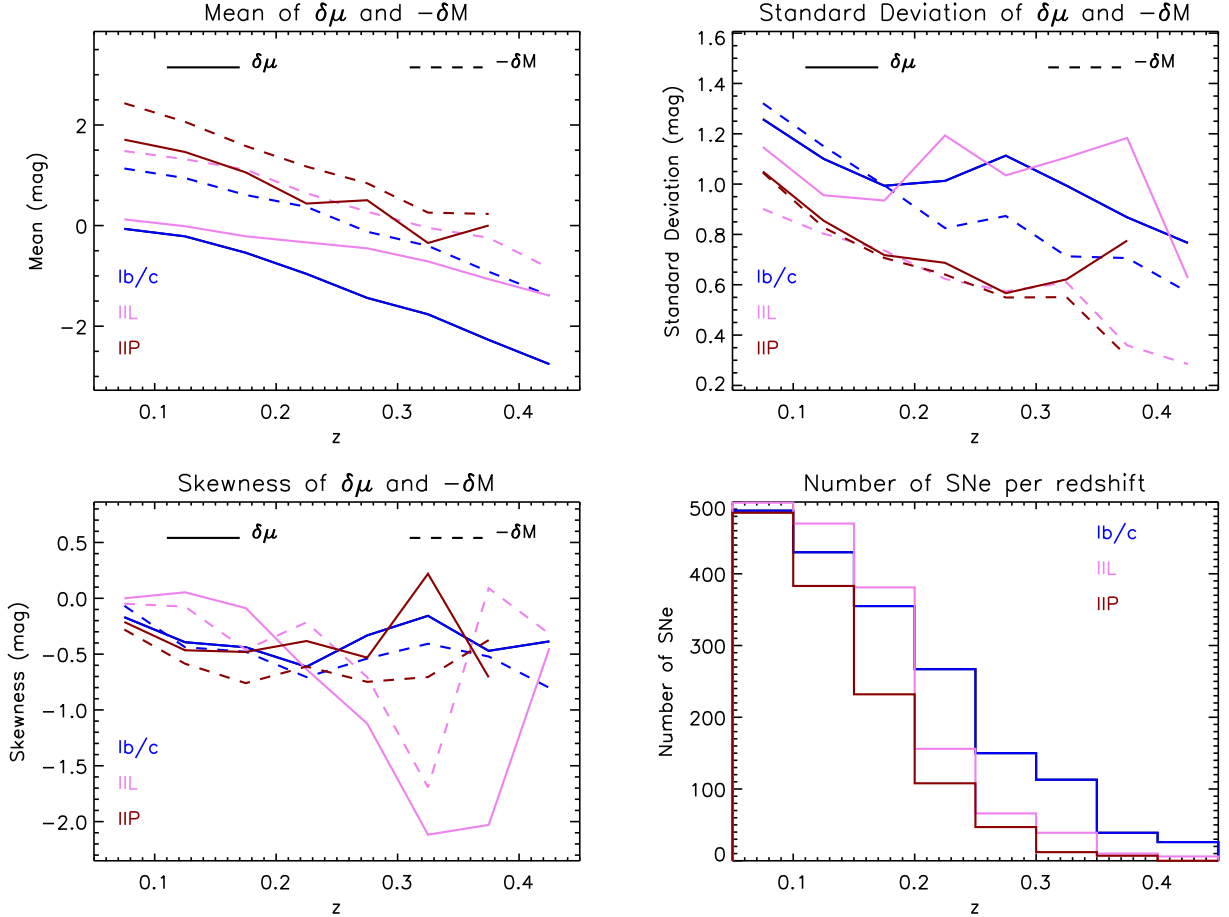 Mean of δμ and −δM
Mean (mag)
2
0
−2
δμ
−δM
Ib/c
IIL
IIP
0.1
0.2
0.3
0.4
z
Standard Deviation of δμ and −δM
Standard Deviation (mag)
1.6
1.4
1.2
1.0
0.8
0.6
0.4
0.2
δμ
−δM
Ib/c
IIL
IIP
0.1
0.2
0.3
0.4
z
Skewness of δμ and −δM
Skewness (mag)
0.5
0.0
−0.5
−1.0
−1.5
−2.0
δμ
−δM
Ib/c
IIL
IIP
0.1
0.2
0.3
0.4
z
Number of SNe per redshift
Number of SNe
500
400
300
200
100
0
Ib/c
IIL
IIP
0.1
0.2
0.3
0.4
z